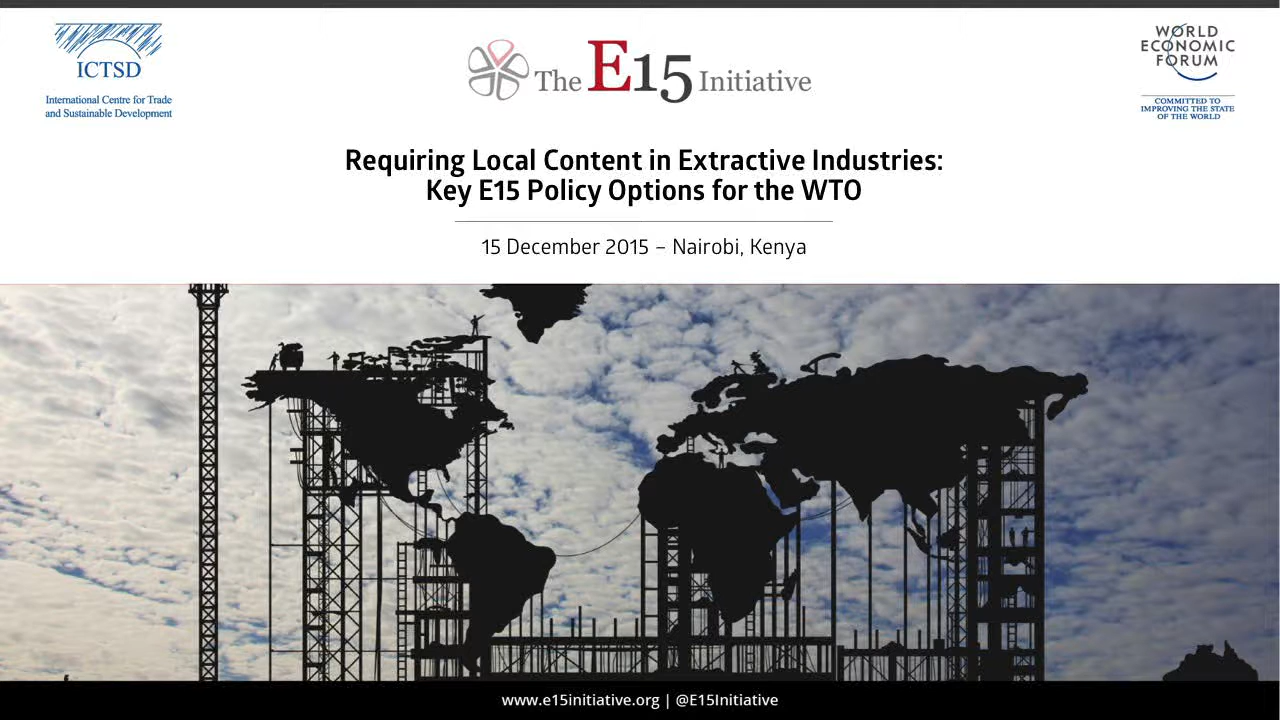 ICTSD
International Centre for Trade
and Sustainable Development
The E15 Initiative
WORLD
ECONOMIC
FORUM
COMMITTED TO
IMPROVING THE STATE
OF THE WORLD
Requiring Local Content in Extractive Industries:
Key E15 Policy Options for the WTO
15 December 2015 – Nairobi, Kenya
www.e15initiative.org | @E15Initiative